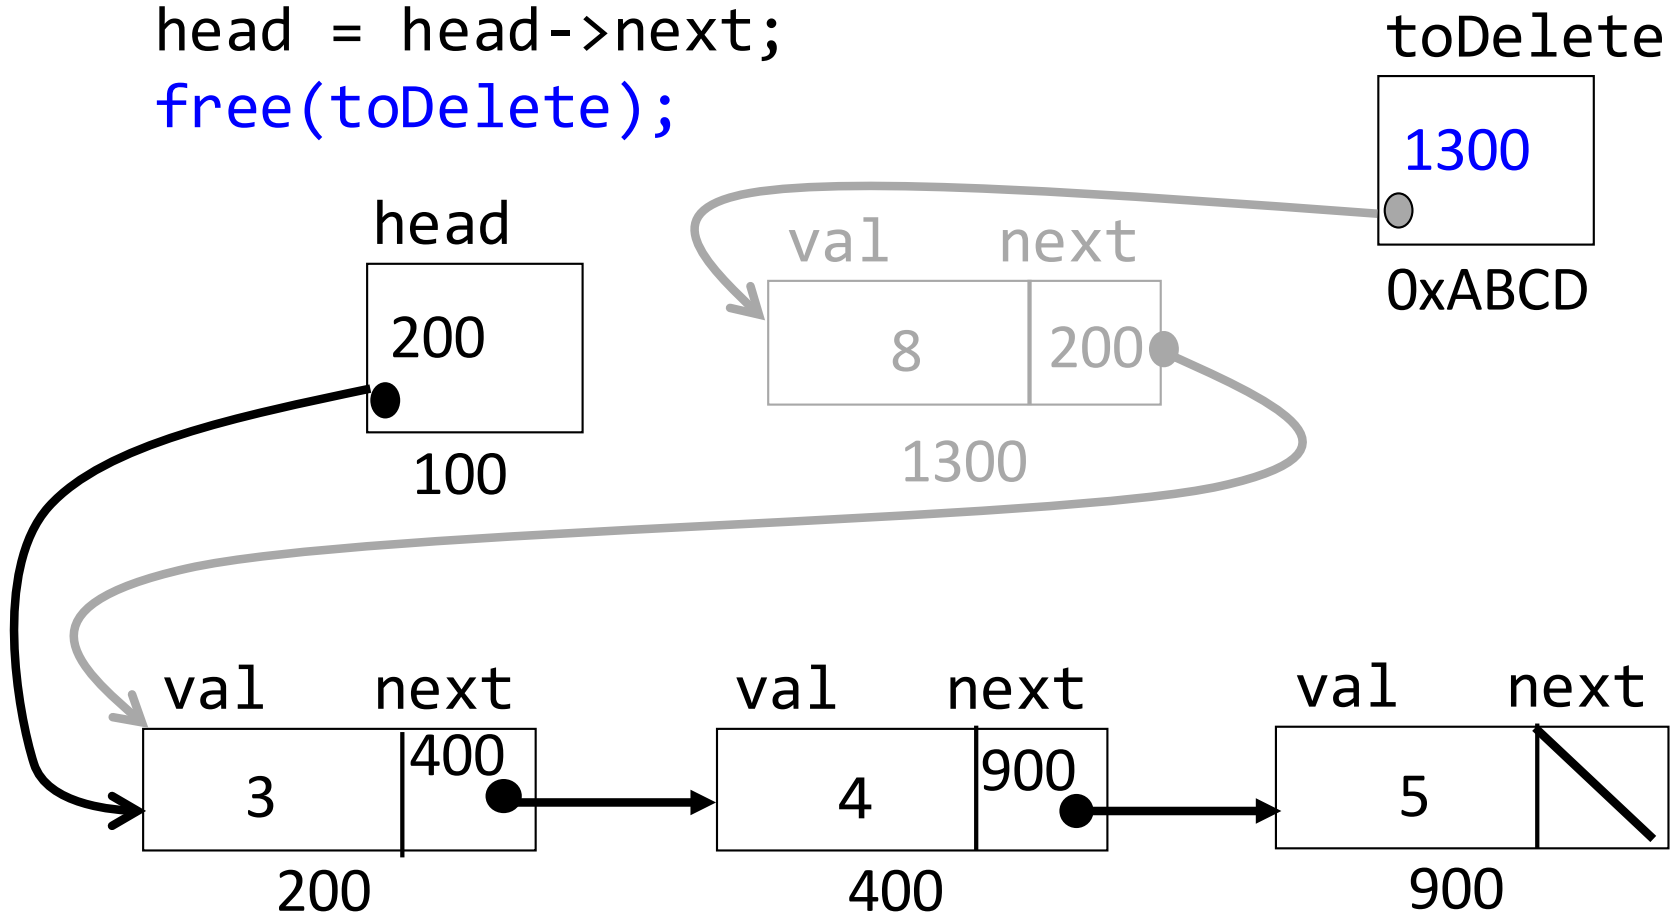 head = head->next;
free(toDelete);
toDelete
1300
0xABCD
head
200
100
val next
8 200
1300
val next
3 400
200
val next
4 900
400
val next
5
900